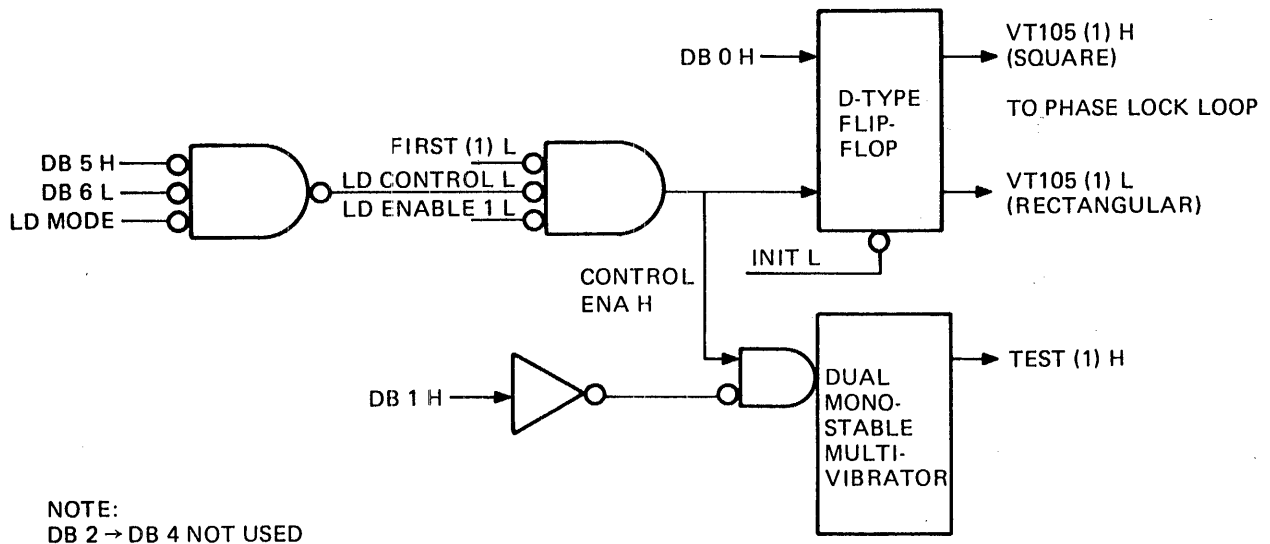 VT105 (1) H
(SQUARE)
DB 0 H
D-TYPE
FLIP-
FLOP
TO PHASE LOCK LOOP
FIRST (1) L
DB 5 H
LD CONTROL L
DB 6 L
LD ENABLE 1 L
LD MODE
VT105 (1) L
(RECTANGULAR)
INIT L
CONTROL
ENA H
TEST (1) H
DB 1 H
DUAL
MONO-
STABLE
MULTI-
VIBRATOR
NOTE:
DB 2 → DB 4 NOT USED